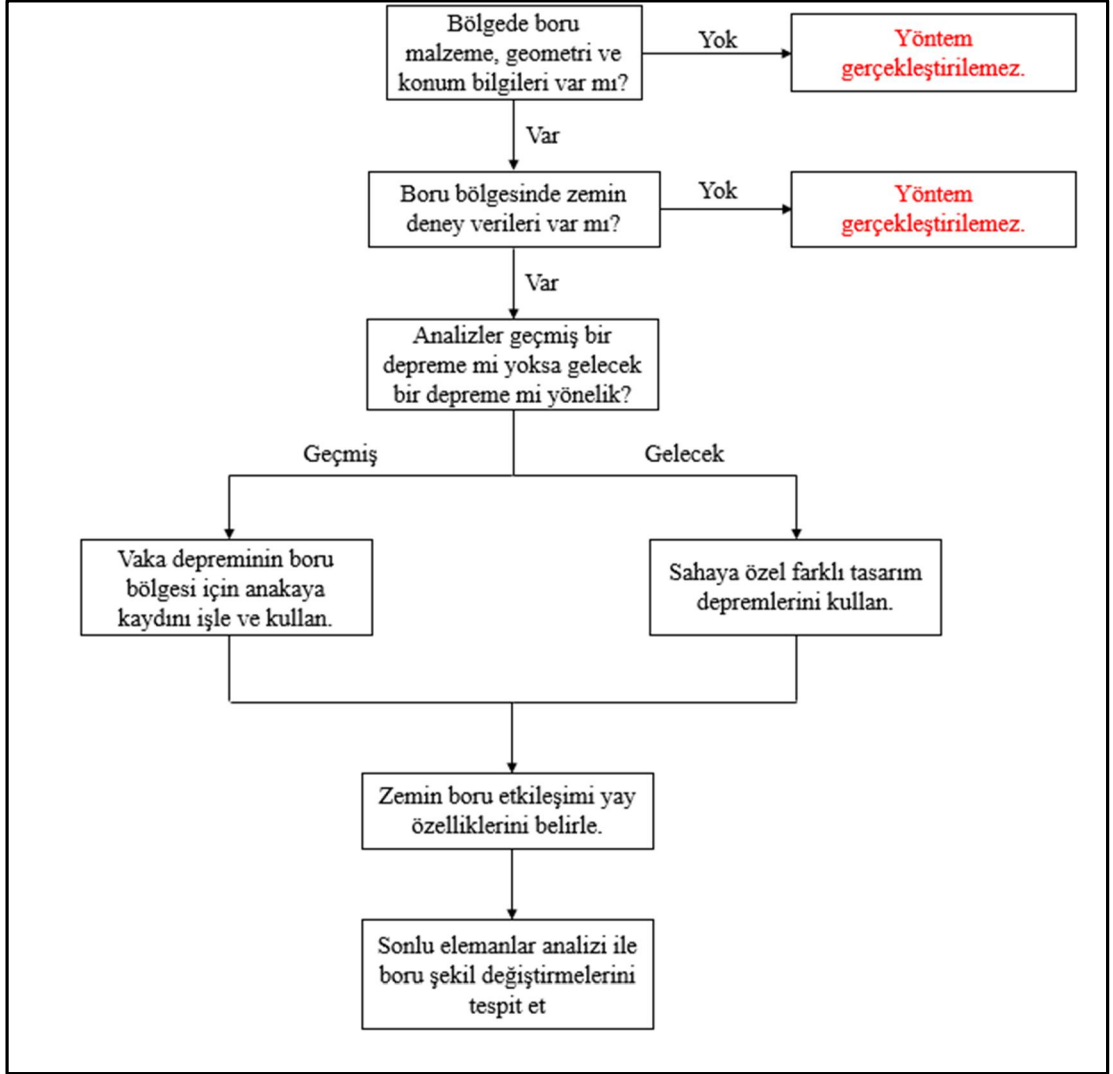 Bölgede boru
malzeme, geometri ve
konum bilgileri var mı?
Yok
Yöntem
gerçekleştirilemez.
Var
Boru bölgesinde zemin
deney verileri var mı?
Yok
Yöntem
gerçekleştirilemez.
Var
Analizler geçmiş bir
depreme mi yoksa gelecek
bir depreme mi yönelik?
Geçmiş
Gelecek
Vaka depreminin boru
bölgesi için anakaya
kaydını işle ve kullan.
Sahaya özel farklı tasarım
depremlerini kullan.
Zemin boru etkileşimi yay
özelliklerini belirle.
Sonlu elemanlar analizi ile
boru şekil değiştirmelerini
tespit et